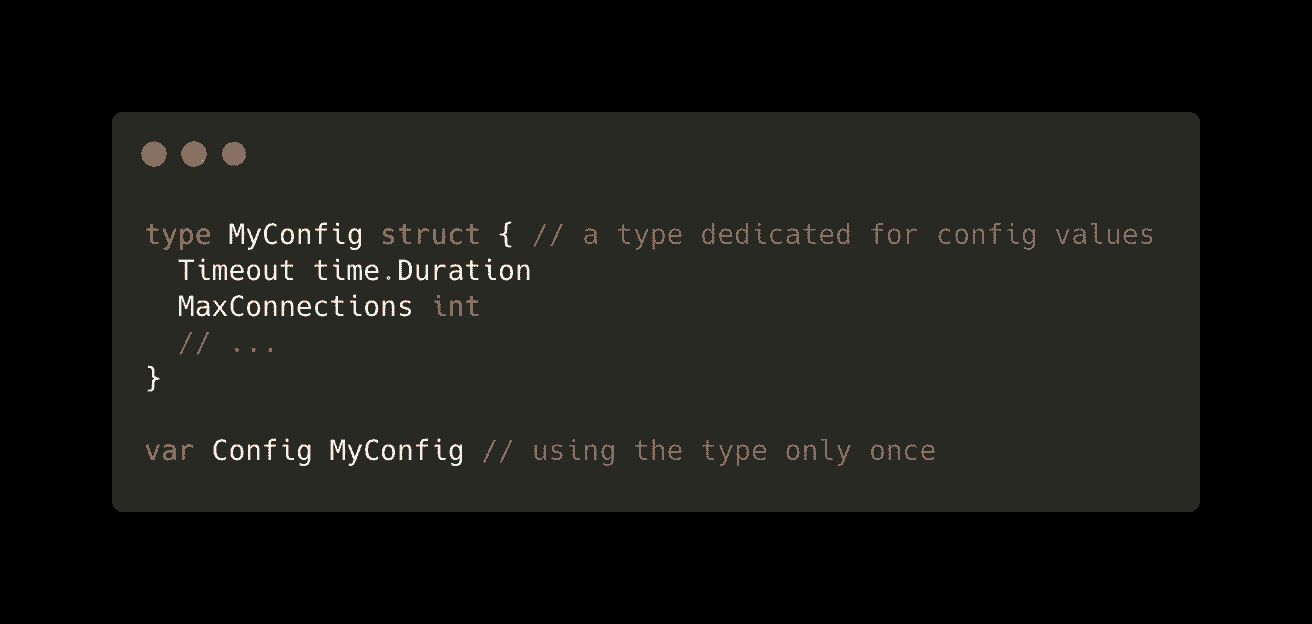 type MyConfig struct { // a type dedicated for config values
  Timeout time.Duration
  MaxConnections int
  // ...
}
var Config MyConfig // using the type only once